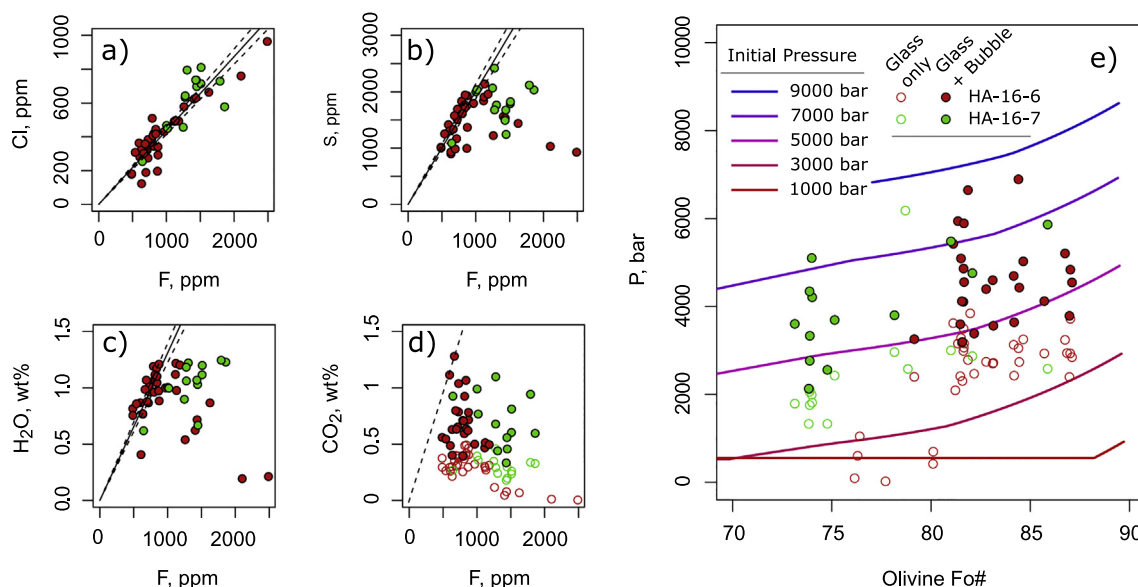 a)
Cl, ppm
0 200 600 1000
0 1000 2000
F, ppm
b)
S, ppm
0 1000 2000 3000
0 1000 2000
F, ppm
c)
H2O, wt%
0.0 0.5 1.0 1.5
0 1000 2000
F, ppm
d)
CO2, wt%
0 0.5 1 1.5
0 1000 2000
F, ppm
e)
P, bar
0 2000 4000 6000 8000 10000
70 75 80 85 90
Olivine Fo#
Initial Pressure
9000 bar
7000 bar
5000 bar
3000 bar
1000 bar
Glass
only
Glass
+ Bubble
HA-16-6
HA-16-7